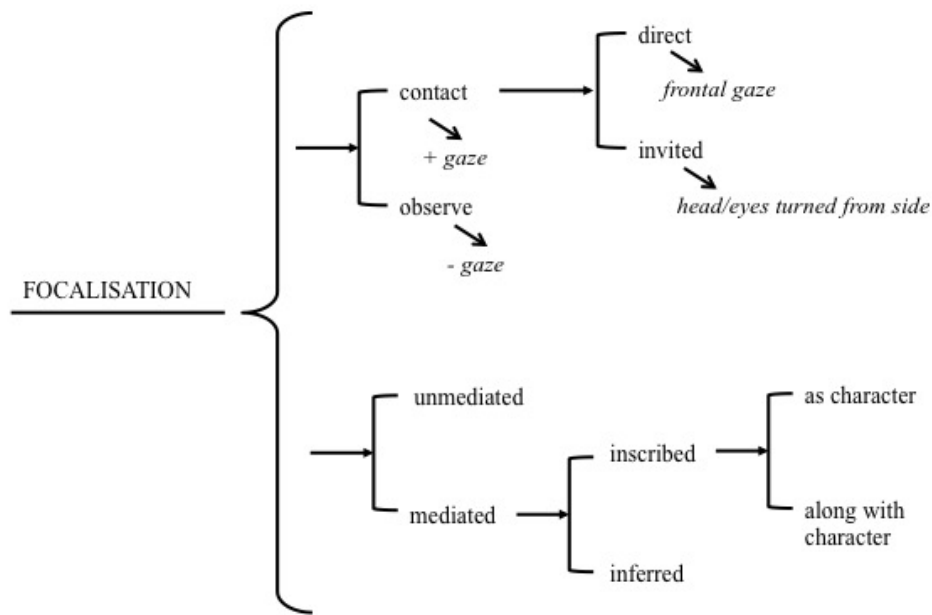 FOCALISATION
contact
+ gaze
observe
- gaze
direct
frontal gaze
invited
head/eyes turned from side
unmediated
mediated
inscribed
inferred
as character
along with
character